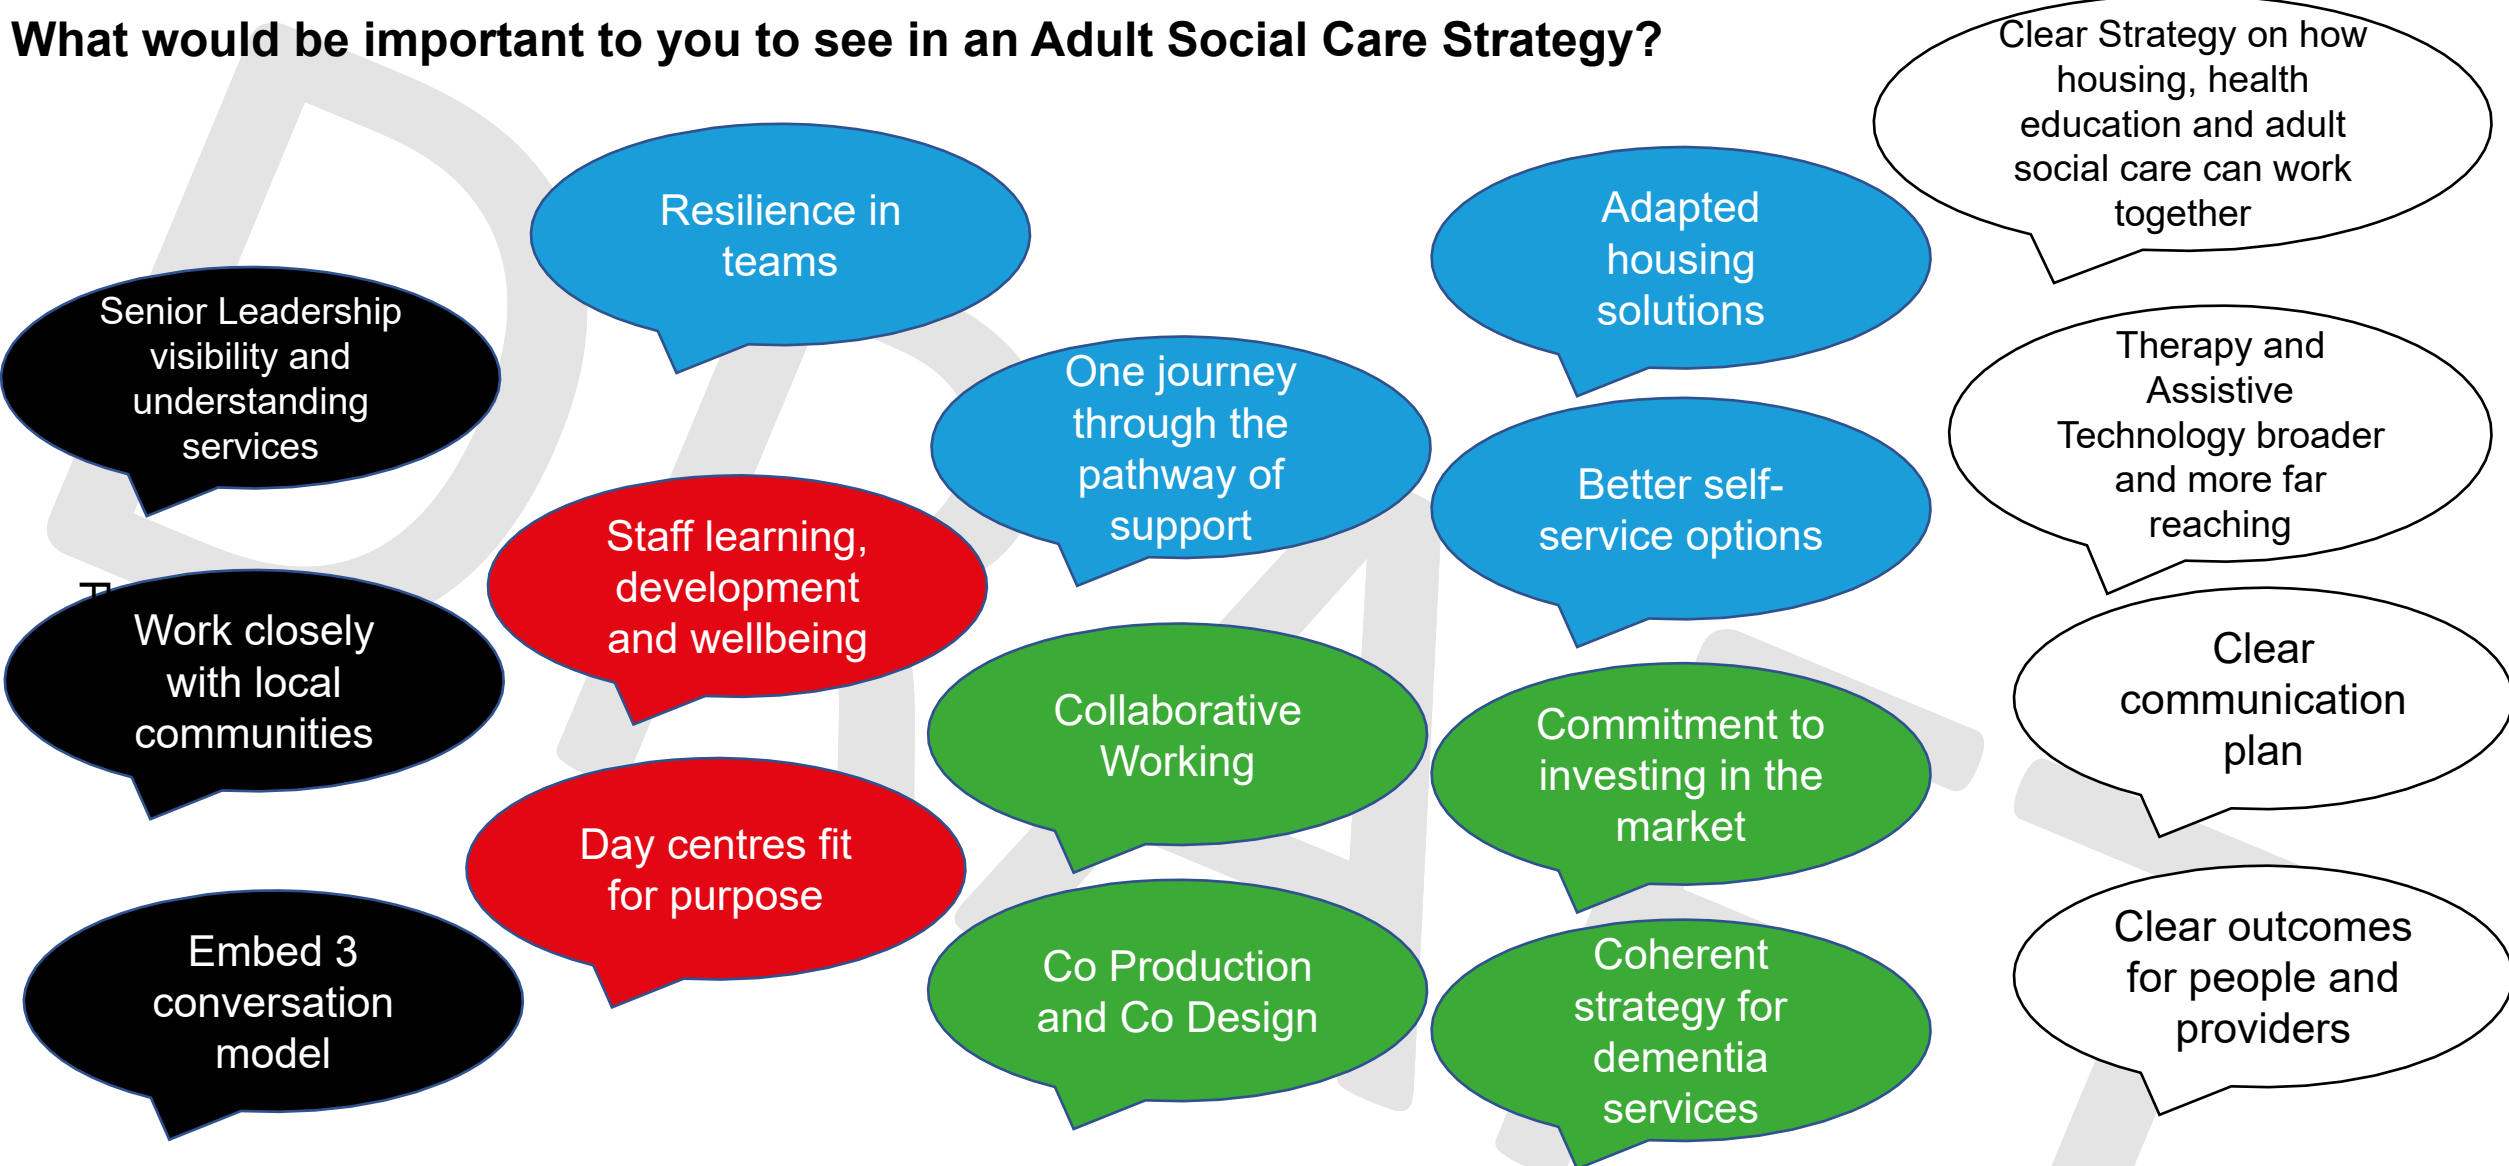 What would be important to you to see in an Adult Social Care Strategy?
Clear Strategy on how
housing, health
education and adult
social care can work
together
Resilience in
teams
Adapted
housing
solutions
Senior Leadership
visibility and
understanding
services
One journey
through the
pathway of
support
Therapy and
Assistive
Technology broader
and more far
reaching
Better self-
service options
Staff learning,
development
and wellbeing
Work closely
with local
communities
Collaborative
Working
Commitment to
investing in the
market
Clear
communication
plan
Day centres fit
for purpose
Embed 3
conversation
model
Co Production
and Co Design
Coherent
strategy for
dementia
services
Clear outcomes
for people and
providers
DRAFT